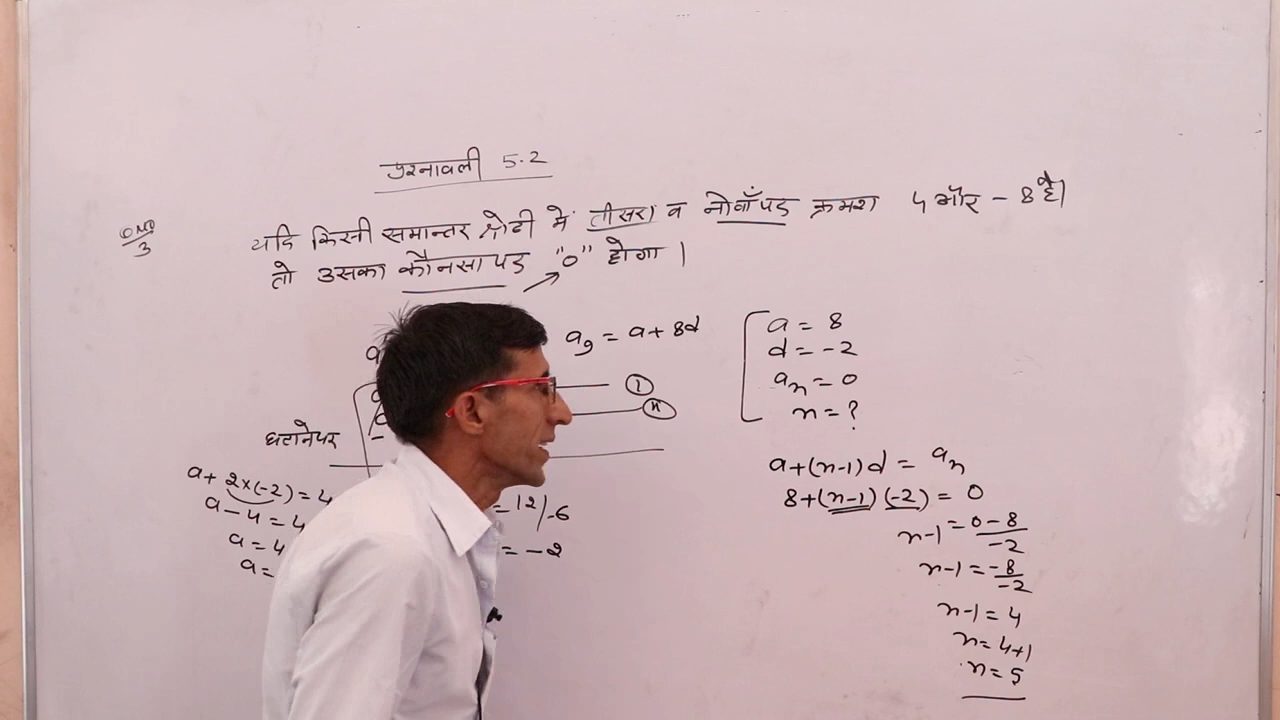 प्रश्नावली 5.2
QNO 3
यदि किसी समान्तर श्रेढी में तीसरा व नोवाँ पद क्रमश 4 और - 8 है।
तो उसका कौनसा पद "0" होगा।
a₉ = a + 8d
①
घटाने पर
a + 2×(-2) = 4
a - 4 = 4
a = 4
a =
= 12/-6
= -2
a = 8
d = -2
aₙ = 0
n = ?
a+(n-1)d = aₙ
8+(n-1)(-2) = 0
n-1 = 0-8/-2
n-1 = -8/-2
n-1 = 4
n = 4+1
n = 5